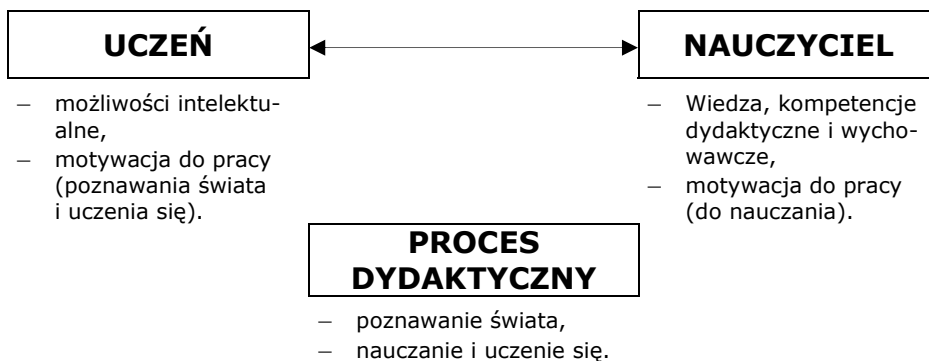 UCZEŃ
– możliwości intelektu-
alne,
– motywacja do pracy
(poznawania świata
i uczenia się).
NAUCZYCIEL
– Wiedza, kompetencje
dydaktyczne i wycho-
wawcze,
– motywacja do pracy
(do nauczania).
PROCES
DYDAKTYCZNY
– poznawanie świata,
– nauczanie i uczenie się.